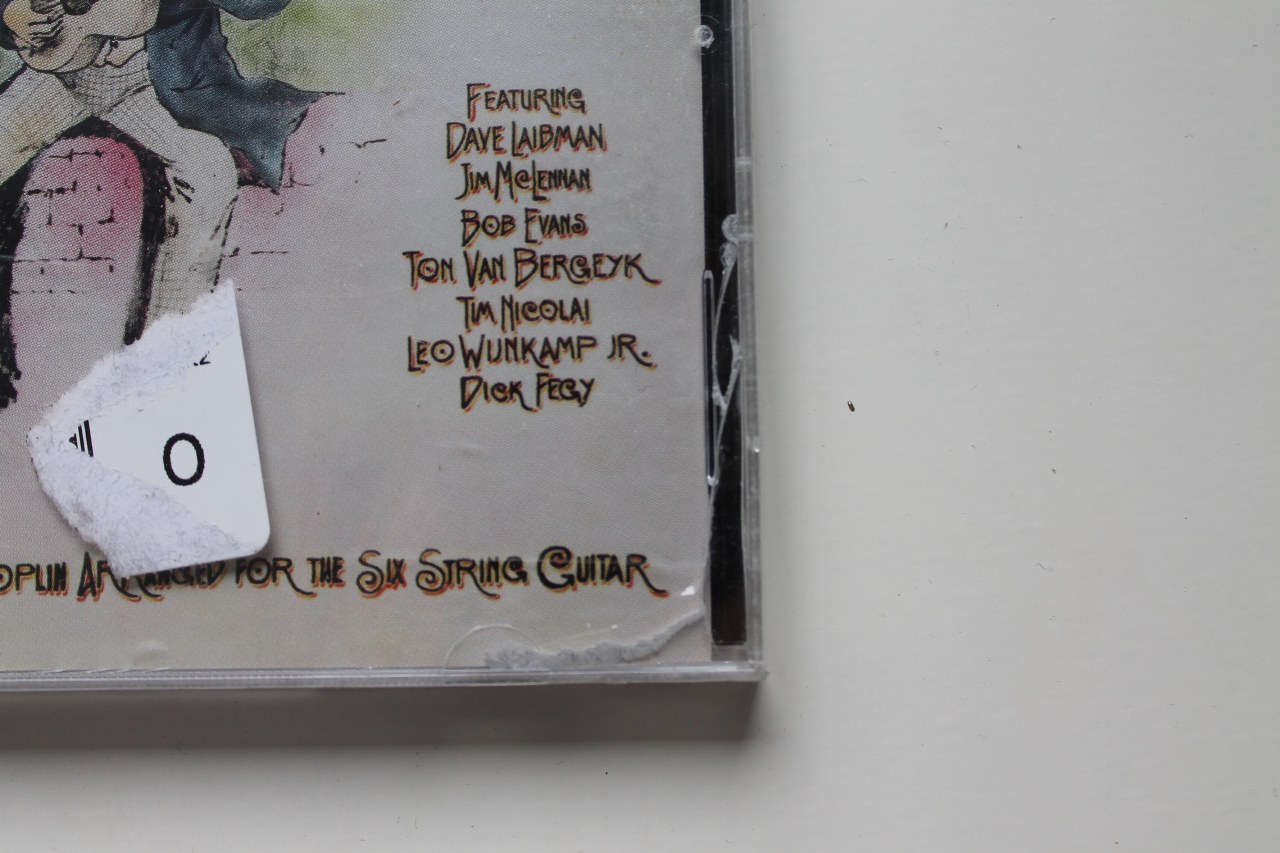 FEATURING
DAVE LAIBMAN
JIM MCLENNAN
BOB EVANS
TON VAN BERGEYK
TIM NICOLAI
LEO WIJNKAMP JR.
DICK FEGY
0
OPLIN ARRANGED FOR THE SIX STRING GUITAR